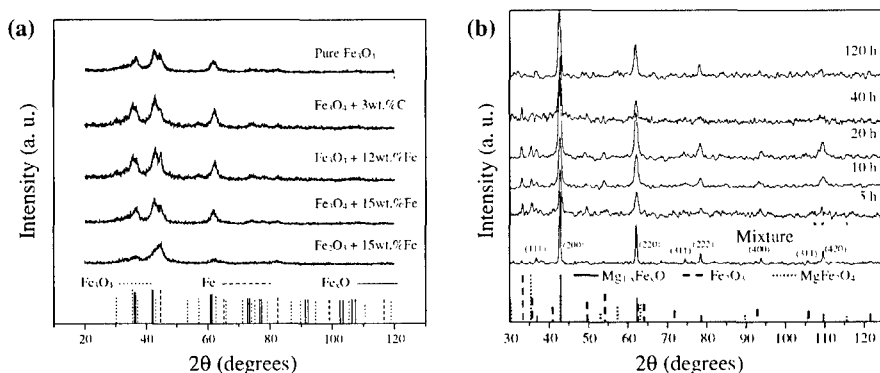 (a)
Intensity (a. u.)
Pure Fe₃O₄
Fe₃O₄ + 3wt.%C
Fe₃O₄ + 12wt.%Fe
Fe₃O₄ + 15wt.%Fe
Fe₂O₃ + 15wt.%Fe
Fe₃O₄ Fe FeₓO
20 40 60 80 100 120
2θ (degrees)
(b)
Intensity (a. u.)
120 h
40 h
20 h
10 h
5 h
Mixture
(111) (200) (220) (311) (222) (400) (331) (420)
Mg₁₋ₓFeₓO Fe₂O₃ MgFe₂O₄
30 40 50 60 70 80 90 100 110 120
2θ (degrees)